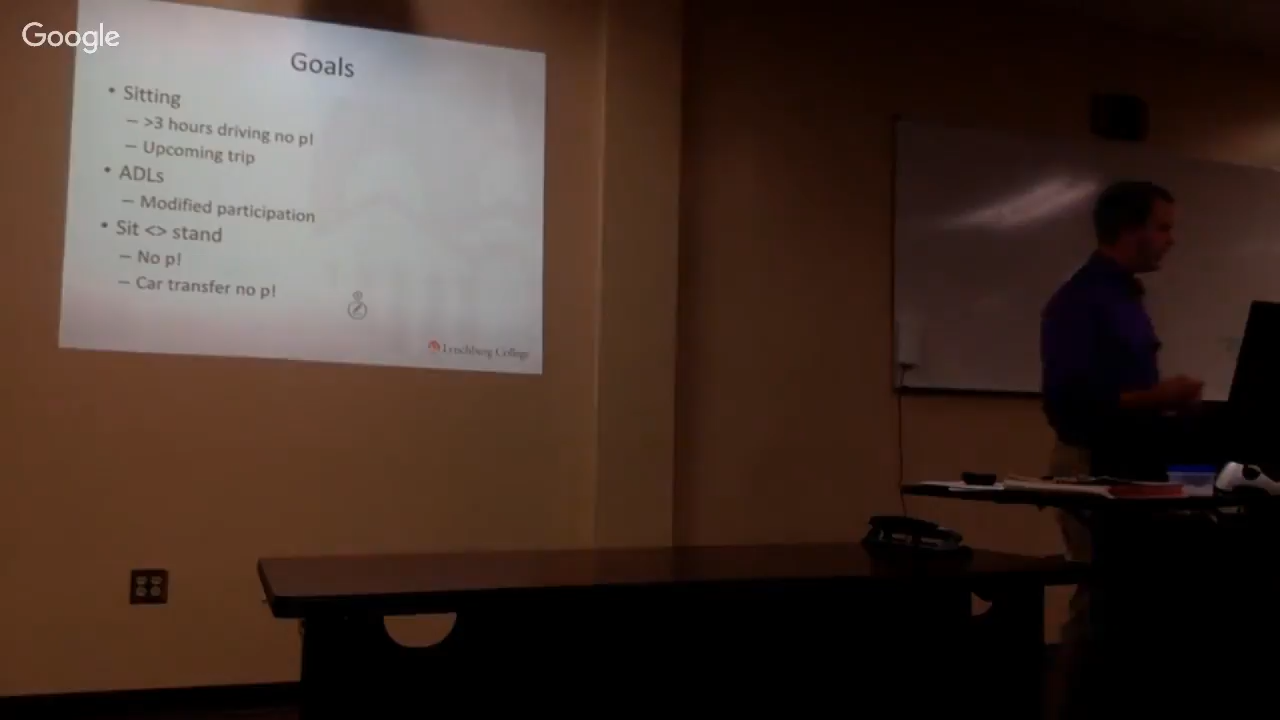 Google
Goals
• Sitting
– >3 hours driving no p!
– Upcoming trip
• ADLs
– Modified participation
• Sit <> stand
– No p!
– Car transfer no p!
Lynchburg College